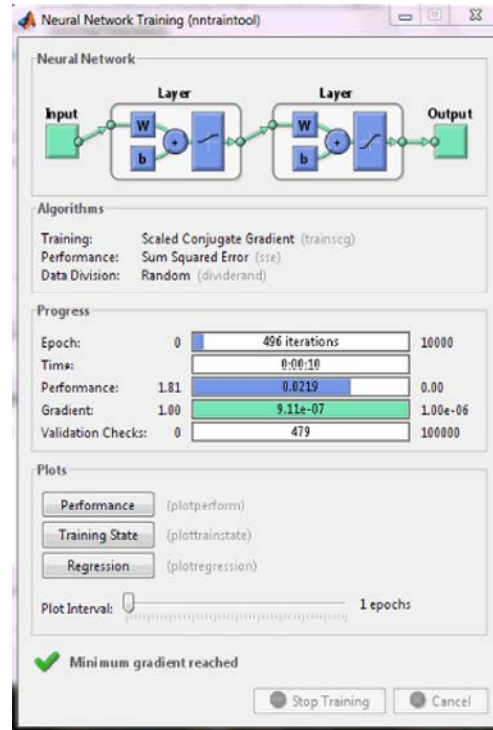 Neural Network Training (nntraintool)
Neural Network
Layer Layer
Input Output
W W
b b
+ +
Algorithms
Training: Scaled Conjugate Gradient (trainscg)
Performance: Sum Squared Error (sse)
Data Division: Random (dividerand)
Progress
Epoch: 0 496 iterations 10000
Time: 0:00:10
Performance: 1.81 0.0219 0.00
Gradient: 1.00 9.11e-07 1.00e-06
Validation Checks: 0 479 100000
Plots
Performance (plotperform)
Training State (plottrainstate)
Regression (plotregression)
Plot Interval: 1 epochs
Minimum gradient reached
Stop Training Cancel